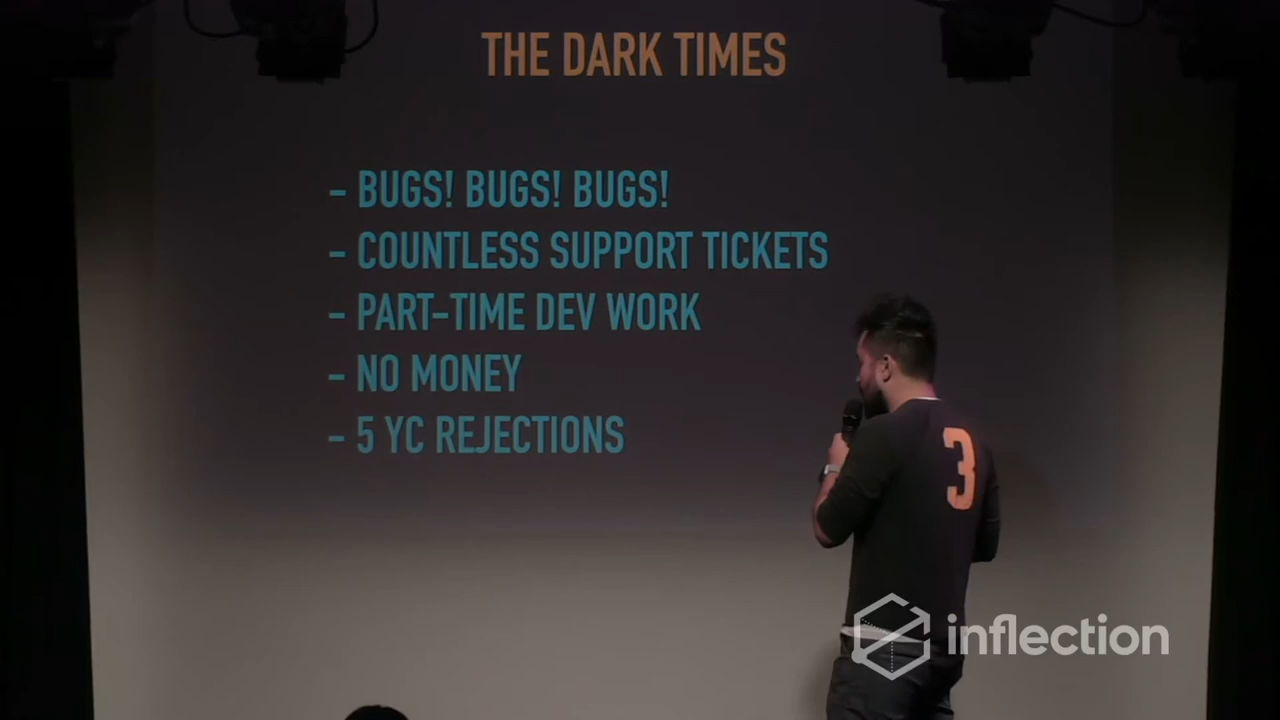 THE DARK TIMES
- BUGS! BUGS! BUGS!
- COUNTLESS SUPPORT TICKETS
- PART-TIME DEV WORK
- NO MONEY
- 5 YC REJECTIONS
3
inflection